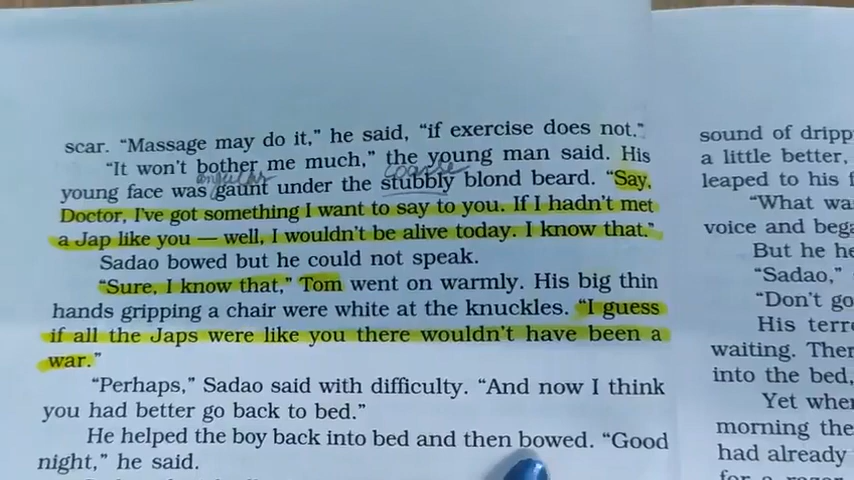 scar. “Massage may do it,” he said, “if exercise does not.”
“It won't bother me much,” the young man said. His
coarse
young face was gaunt under the stubbly blond beard. “Say,
Doctor, I've got something I want to say to you. If I hadn't met
a Jap like you — well, I wouldn't be alive today. I know that.”
Sadao bowed but he could not speak.
“Sure, I know that,” Tom went on warmly. His big thin
hands gripping a chair were white at the knuckles. “I guess
if all the Japs were like you there wouldn't have been a
war.”
“Perhaps,” Sadao said with difficulty. “And now I think
you had better go back to bed.”
He helped the boy back into bed and then bowed. “Good
night,” he said.
sound of
a little better,
leaped to his
“What
voice and
But he
“Sadao,”
“Don't go
His
waiting.
into the bed,
Yet
morning the
had already
for a